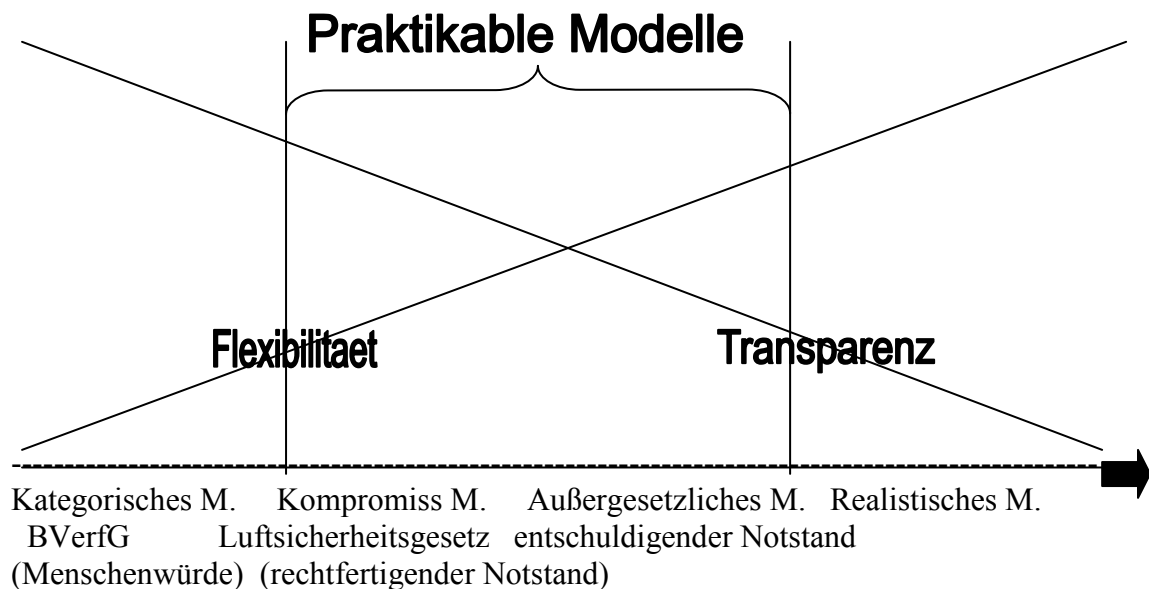 Praktikable Modelle
Flexibilitaet Transparenz
Kategorisches M. Kompromiss M. Außergesetzliches M. Realistisches M.
BVerfG Luftsicherheitsgesetz entschuldigender Notstand
(Menschenwürde) (rechtfertigender Notstand)